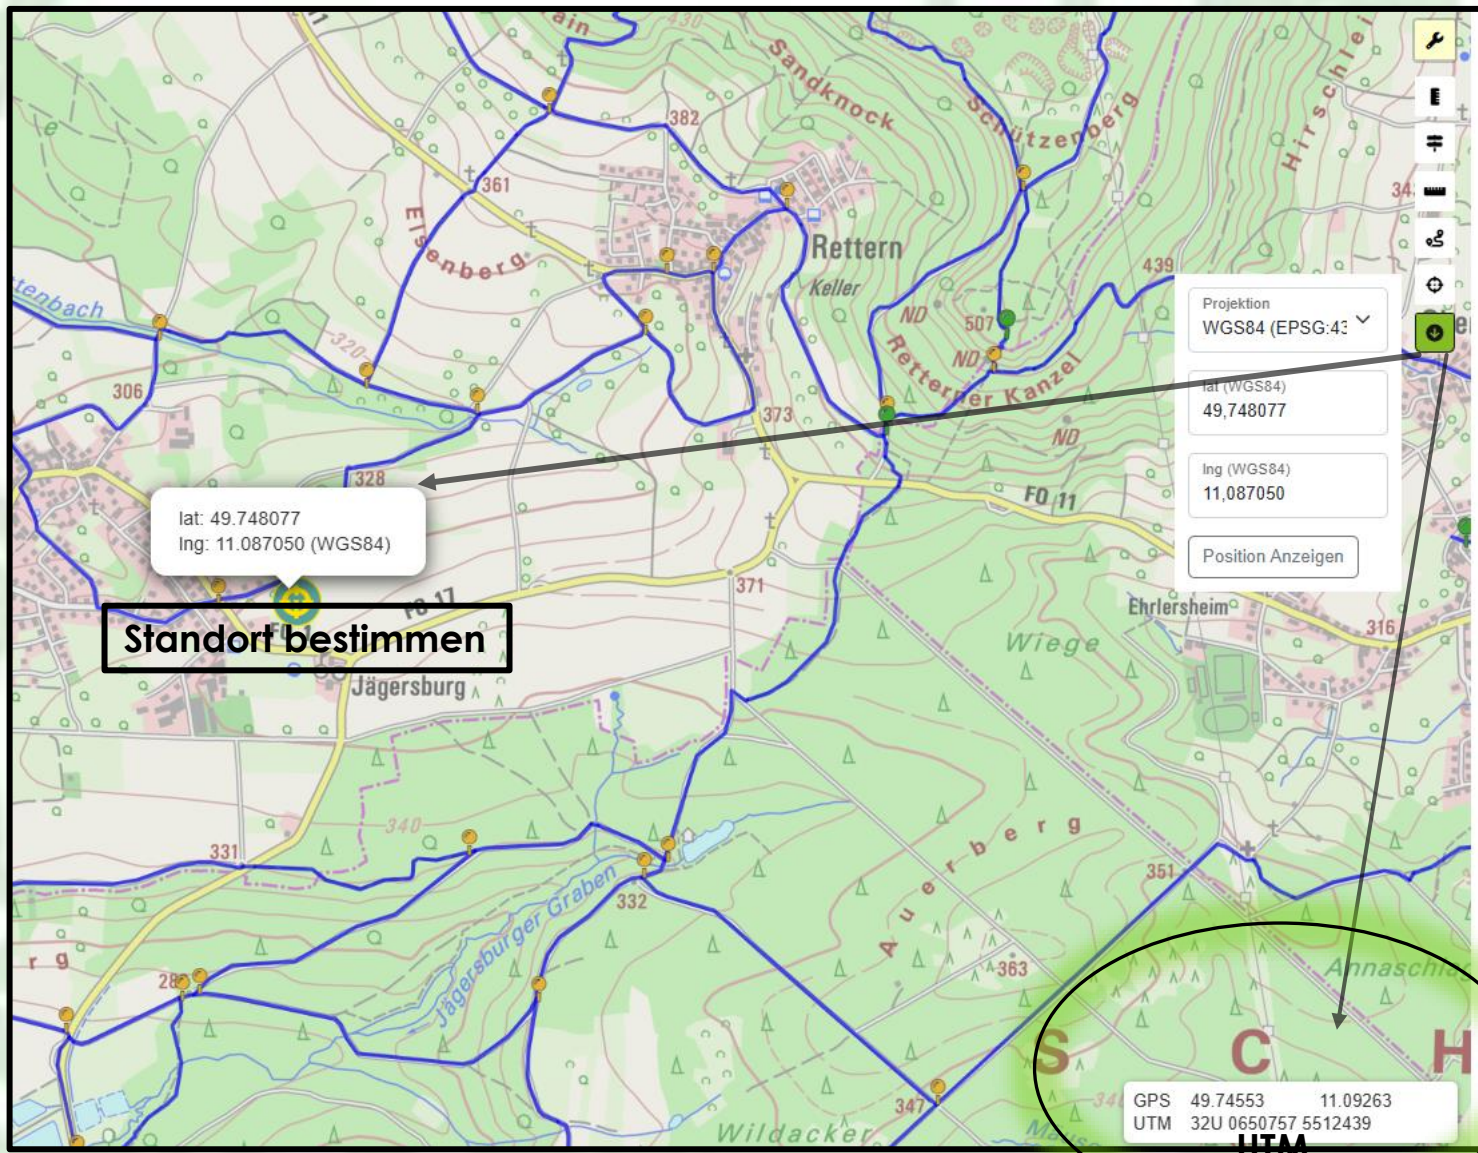 430
Sandknock
Schützenberg
382
361
Eisenberg
Rettern
Keller
439
ND
507
ND
Retterner Kanzel
ND
Projektion
WGS84 (EPSG:43
lat (WGS84)
49,748077
lng (WGS84)
11,087050
Position Anzeigen
320
306
373
328
FO 11
lat: 49.748077
lng: 11.087050 (WGS84)
371
FO 17
Standort bestimmen
Jägersburg
Ehrlersheim
316
Wiege
340
331
Auerberg
351
Jägersburger Graben
332
363
Annaschlag
S C H
347
Wildacker
GPS 49.74553 11.09263
UTM 32U 0650757 5512439
UTM